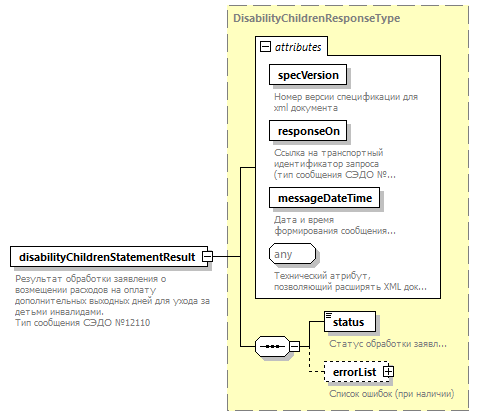 DisabilityChildrenResponseType
attributes
specVersion
Номер версии спецификации для
xml документа
responseOn
Ссылка на транспортный
идентификатор запроса
(тип сообщения СЭДО №...
messageDateTime
Дата и время
формирования сообщения...
any
Технический атрибут,
позволяющий расширять XML док...
disabilityChildrenStatementResult
Результат обработки заявления о
возмещении расходов на оплату
дополнительных выходных дней для ухода за
детьми инвалидами.
Тип сообщения СЭДО №12110
status
Статус обработки заявл...
errorList
Список ошибок (при наличии)